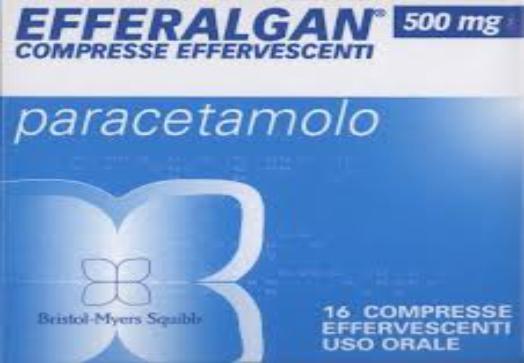 EFFERALGAN® 500 mg
COMPRESSE EFFERVESCENTI
paracetamolo
Bristol-Myers Squibb
16 COMPRESSE
EFFERVESCENTI
USO ORALE